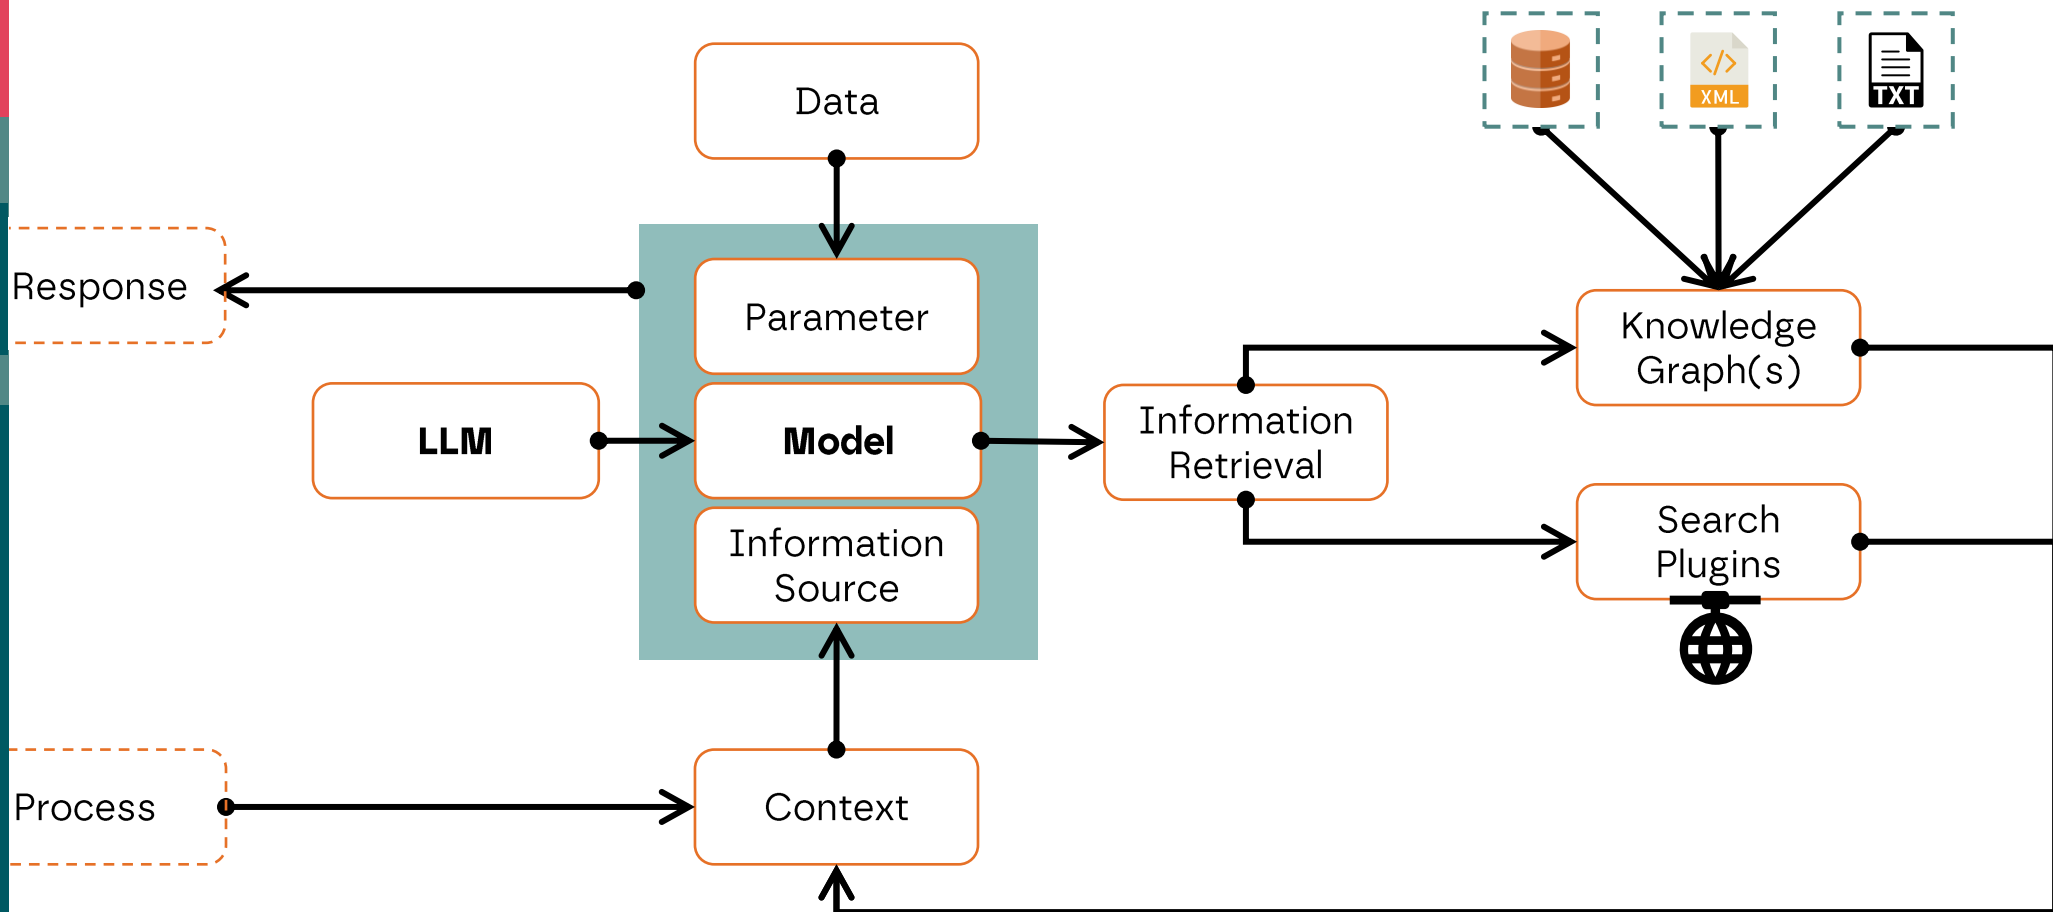 Data
XML
TXT
Response
Parameter
Knowledge
Graph(s)
LLM
Model
Information
Retrieval
Information
Source
Search
Plugins
Process
Context